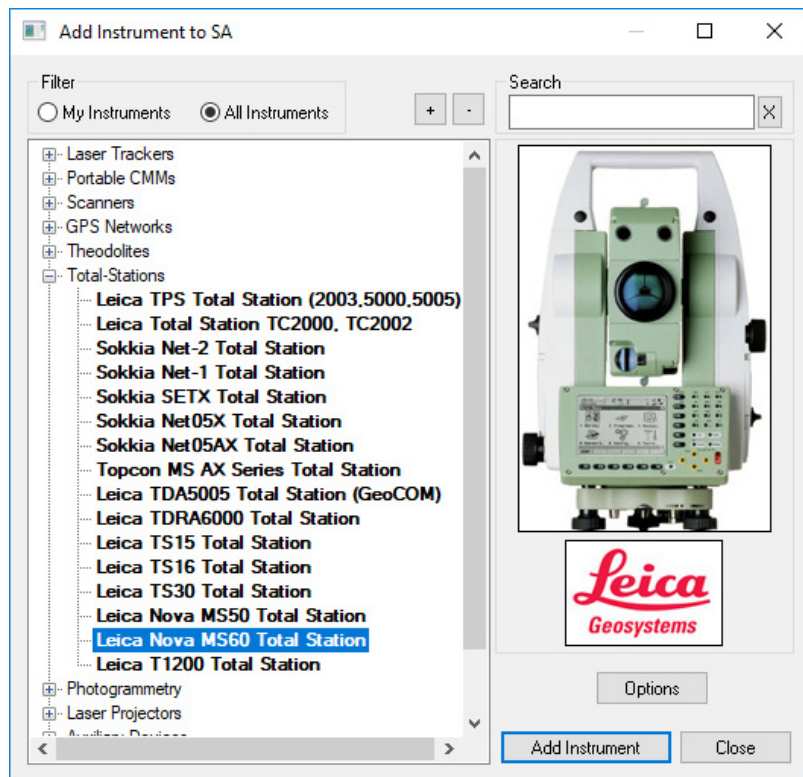 Add Instrument to SA
Filter
My Instruments
All Instruments
+
-
Search
X
Laser Trackers
Portable CMMs
Scanners
GPS Networks
Theodolites
Total-Stations
Leica TPS Total Station (2003,5000,5005)
Leica Total Station TC2000, TC2002
Sokkia Net-2 Total Station
Sokkia Net-1 Total Station
Sokkia SETX Total Station
Sokkia Net05X Total Station
Sokkia Net05AX Total Station
Topcon MS AX Series Total Station
Leica TDA5005 Total Station (GeoCOM)
Leica TDRA6000 Total Station
Leica TS15 Total Station
Leica TS16 Total Station
Leica TS30 Total Station
Leica Nova MS50 Total Station
Leica Nova MS60 Total Station
Leica T1200 Total Station
Photogrammetry
Laser Projectors
Auxiliary Devices
Leica
Geosystems
Options
Add Instrument
Close